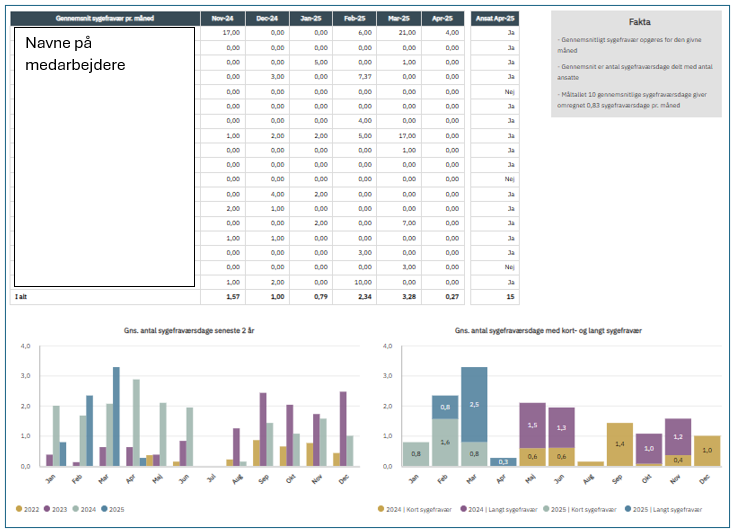 Gennemsnit sygefravær pr. måned Nov-24 Dec-24 Jan-25 Feb-25 Mar-25 Apr-25 Ansat Apr-25
Navne på
medarbejdere
17,00 0,00 0,00 6,00 21,00 4,00 Ja
0,00 0,00 0,00 0,00 0,00 0,00 Ja
0,00 0,00 5,00 0,00 1,00 0,00 Ja
0,00 3,00 0,00 7,37 0,00 0,00 Ja
0,00 0,00 0,00 0,00 0,00 0,00 Nej
0,00 0,00 0,00 0,00 0,00 0,00 Ja
0,00 0,00 0,00 4,00 0,00 0,00 Ja
1,00 2,00 2,00 5,00 17,00 0,00 Ja
0,00 0,00 0,00 0,00 1,00 0,00 Ja
0,00 0,00 0,00 0,00 0,00 0,00 Ja
0,00 0,00 0,00 0,00 0,00 0,00 Nej
0,00 4,00 2,00 0,00 0,00 0,00 Ja
2,00 1,00 0,00 0,00 0,00 0,00 Ja
0,00 0,00 2,00 0,00 7,00 0,00 Ja
1,00 1,00 0,00 0,00 0,00 0,00 Ja
0,00 0,00 0,00 3,00 0,00 0,00 Ja
0,00 0,00 0,00 0,00 3,00 0,00 Nej
1,00 2,00 0,00 10,00 0,00 0,00 Ja
I alt 1,57 1,00 0,79 2,34 3,28 0,27 15
Fakta
- Gennemsnitligt sygefravær opgøres for den givne
måned
- Gennemsnit er antal sygefraværsdage delt med antal
ansatte
- Måltallet 10 gennemsnitlige sygefraværsdage giver
omregnet 0,83 sygefraværsdage pr. måned
Gns. antal sygefraværsdage seneste 2 år
4,0
3,0
2,0
1,0
0,0
Jan Feb Mar Apr Maj Jun Jul Aug Sep Okt Nov Dec
2022 2023 2024 2025
Gns. antal sygefraværsdage med kort- og langt sygefravær
4,0
3,0
2,0
1,0
0,0
0,8
0,8
1,6
2,5
0,8
0,3
1,5
0,6
1,3
0,6
1,4
1,0
1,2
0,4
1,0
Jan Feb Mar Apr Maj Jun Aug Sep Okt Nov Dec
2024 | Kort sygefravær 2024 | Langt sygefravær 2025 | Kort sygefravær 2025 | Langt sygefravær